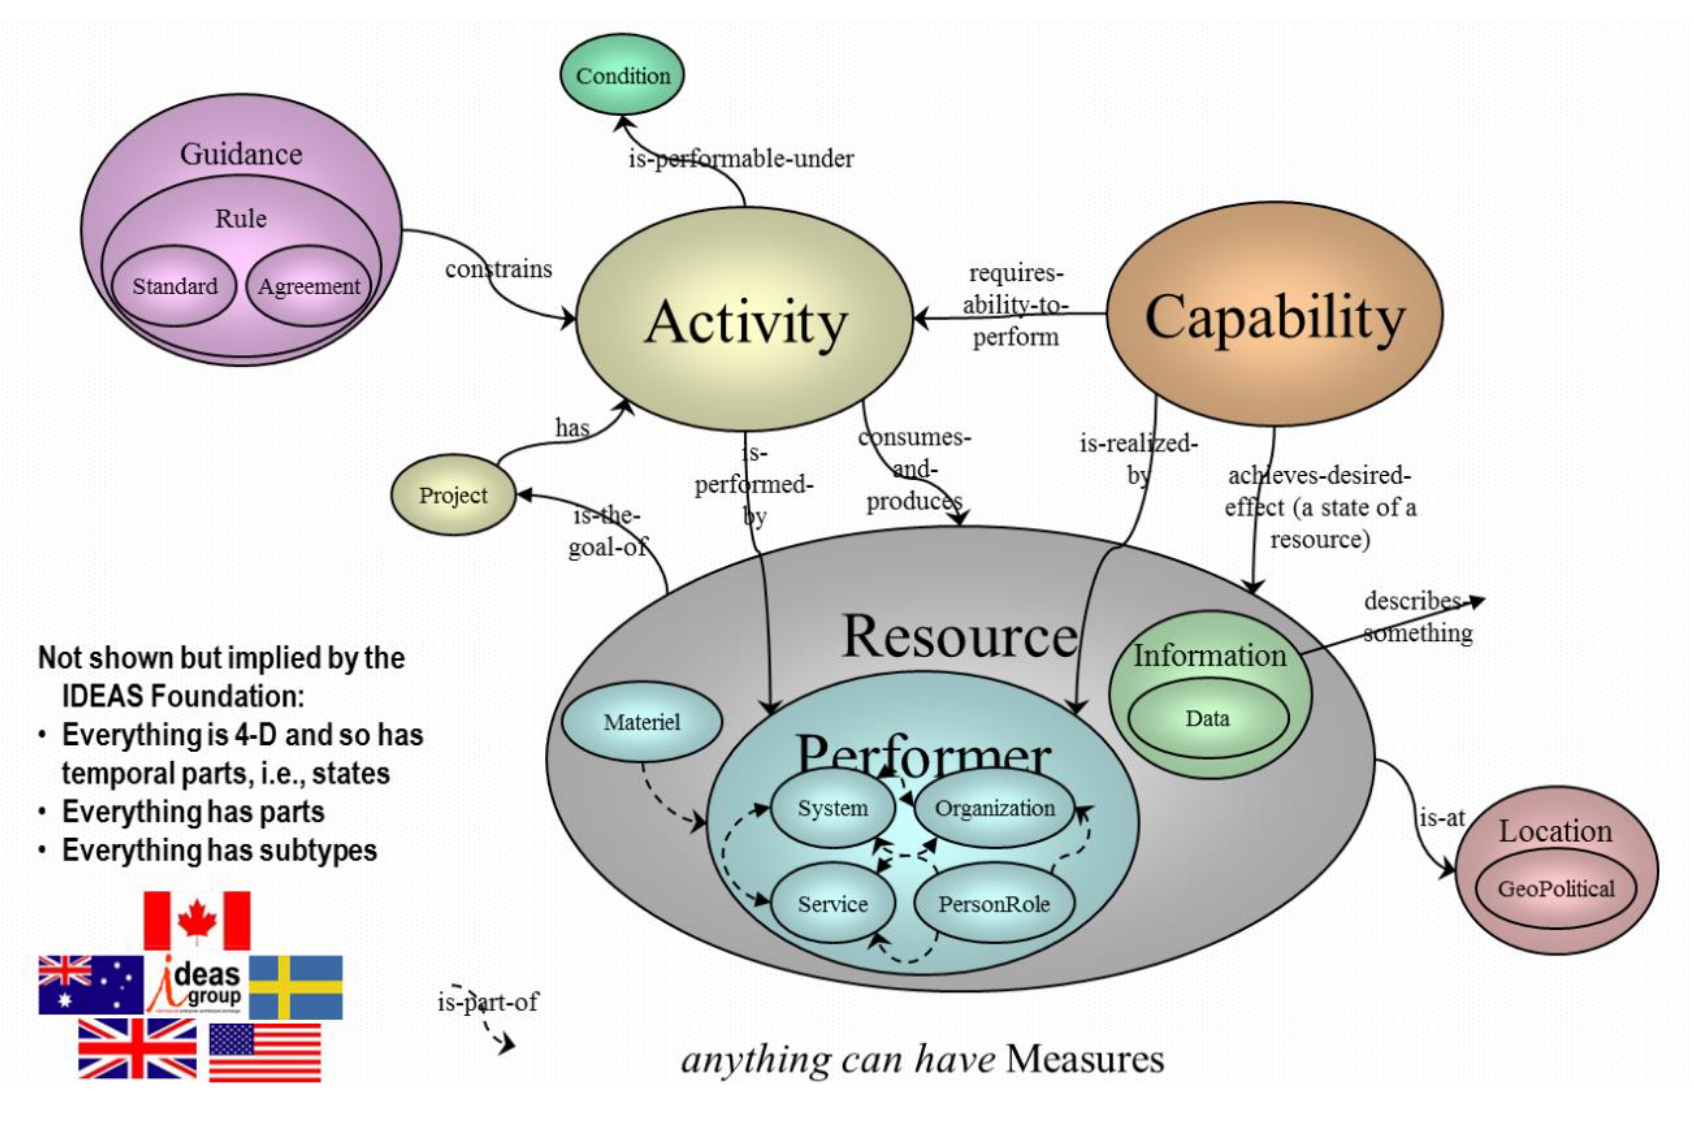 Condition
is-performable-under
Guidance
Rule
Standard
Agreement
constrains
Activity
requires-
ability-to-
perform
Capability
has
Project
is-the-
goal-of
is-
performed-
by
consumes-
and-
produces
is-realized-
by
achieves-desired-
effect (a state of a
resource)
describes-
something
Resource
Information
Data
Materiel
Performer
System
Organization
Service
PersonRole
is-at
Location
GeoPolitical
Not shown but implied by the
IDEAS Foundation:
• Everything is 4-D and so has
temporal parts, i.e., states
• Everything has parts
• Everything has subtypes
ideas
group
is-part-of
anything can have Measures